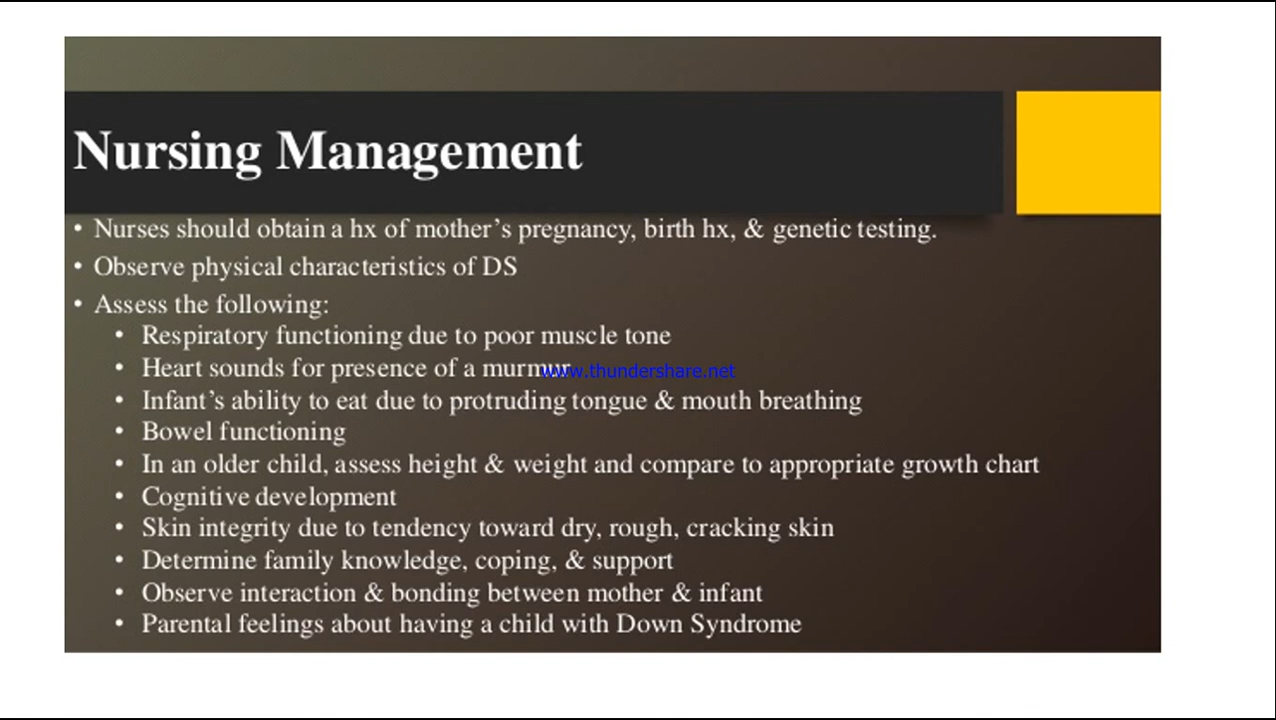 Nursing Management
• Nurses should obtain a hx of mother’s pregnancy, birth hx, & genetic testing.
• Observe physical characteristics of DS
• Assess the following:
• Respiratory functioning due to poor muscle tone
• Heart sounds for presence of a murmur
www.thundershare.net
• Infant’s ability to eat due to protruding tongue & mouth breathing
• Bowel functioning
• In an older child, assess height & weight and compare to appropriate growth chart
• Cognitive development
• Skin integrity due to tendency toward dry, rough, cracking skin
• Determine family knowledge, coping, & support
• Observe interaction & bonding between mother & infant
• Parental feelings about having a child with Down Syndrome